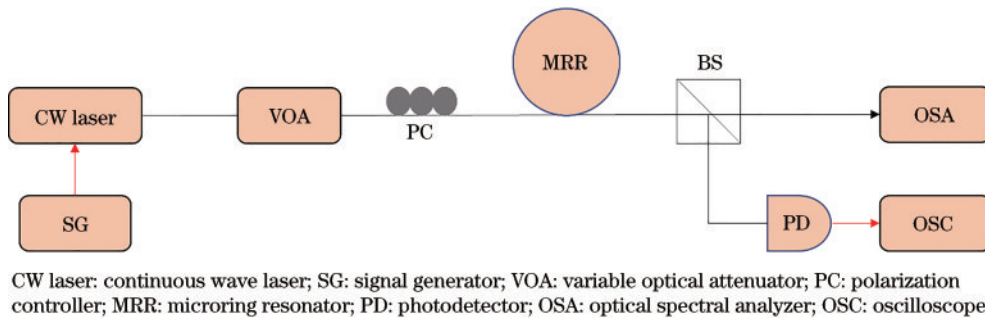 MRR
BS
CW laser
VOA
PC
OSA
SG
PD
OSC
CW laser: continuous wave laser; SG: signal generator; VOA: variable optical attenuator; PC: polarization
controller; MRR: microring resonator; PD: photodetector; OSA: optical spectral analyzer; OSC: oscilloscope